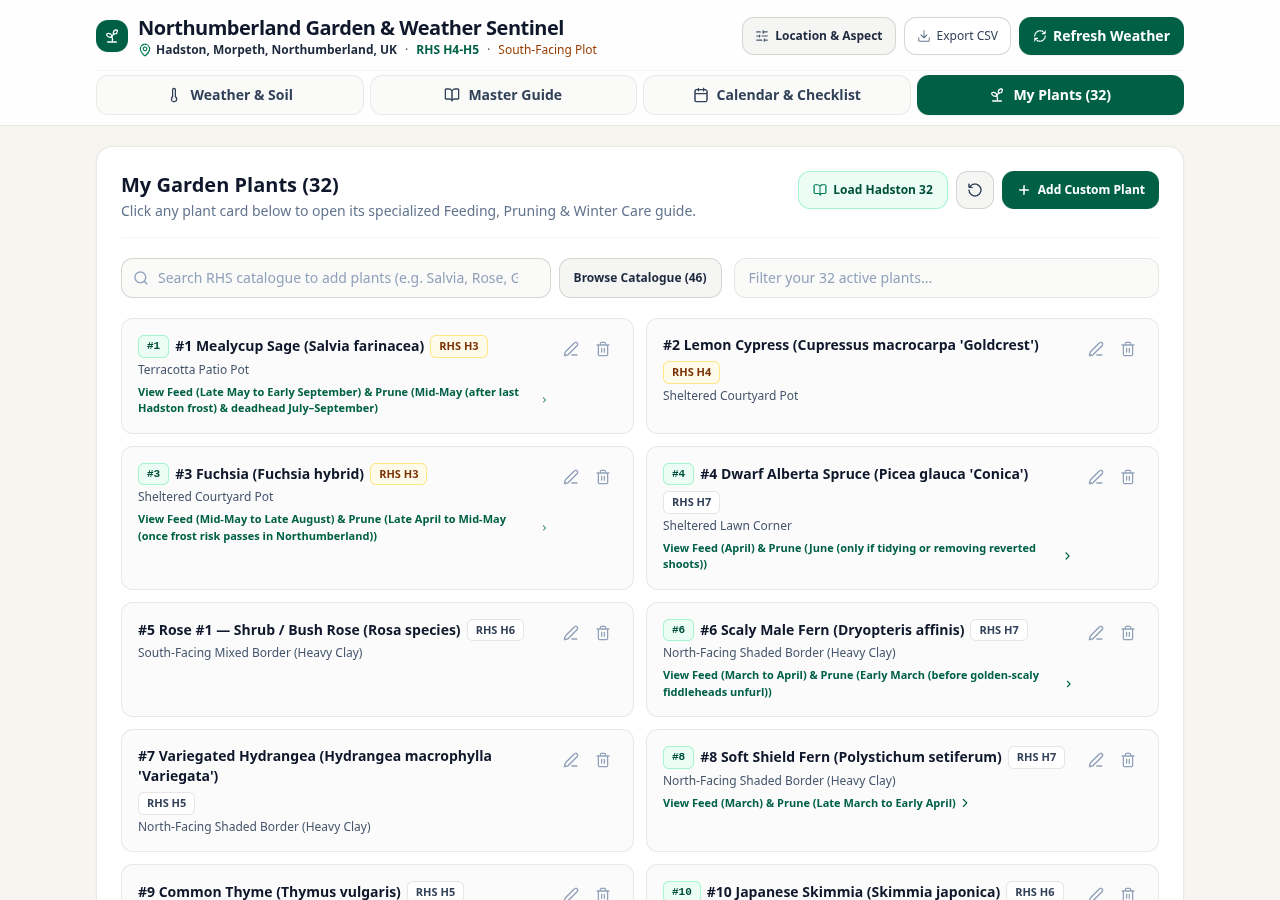 Northumberland Garden & Weather Sentinel
Hadston, Morpeth, Northumberland, UK · RHS H4-H5 · South-Facing Plot
Location & Aspect
Export CSV
Refresh Weather
Weather & Soil
Master Guide
Calendar & Checklist
My Plants (32)
My Garden Plants (32)
Click any plant card below to open its specialized Feeding, Pruning & Winter Care guide.
Load Hadston 32
Add Custom Plant
Search RHS catalogue to add plants (e.g. Salvia, Rose, G
Browse Catalogue (46)
Filter your 32 active plants...
#1 #1 Mealycup Sage (Salvia farinacea) RHS H3
Terracotta Patio Pot
View Feed (Late May to Early September) & Prune (Mid-May (after last
Hadston frost) & deadhead July–September)
#2 Lemon Cypress (Cupressus macrocarpa 'Goldcrest')
RHS H4
Sheltered Courtyard Pot
#3 #3 Fuchsia (Fuchsia hybrid) RHS H3
Sheltered Courtyard Pot
View Feed (Mid-May to Late August) & Prune (Late April to Mid-May
(once frost risk passes in Northumberland))
#4 #4 Dwarf Alberta Spruce (Picea glauca 'Conica')
RHS H7
Sheltered Lawn Corner
View Feed (April) & Prune (June (only if tidying or removing reverted
shoots))
#5 Rose #1 — Shrub / Bush Rose (Rosa species) RHS H6
South-Facing Mixed Border (Heavy Clay)
#6 #6 Scaly Male Fern (Dryopteris affinis) RHS H7
North-Facing Shaded Border (Heavy Clay)
View Feed (March to April) & Prune (Early March (before golden-scaly
fiddleheads unfurl))
#7 Variegated Hydrangea (Hydrangea macrophylla
'Variegata')
RHS H5
North-Facing Shaded Border (Heavy Clay)
#8 #8 Soft Shield Fern (Polystichum setiferum) RHS H7
North-Facing Shaded Border (Heavy Clay)
View Feed (March) & Prune (Late March to Early April)
#9 Common Thyme (Thymus vulgaris) RHS H5
#10 #10 Japanese Skimmia (Skimmia japonica) RHS H6